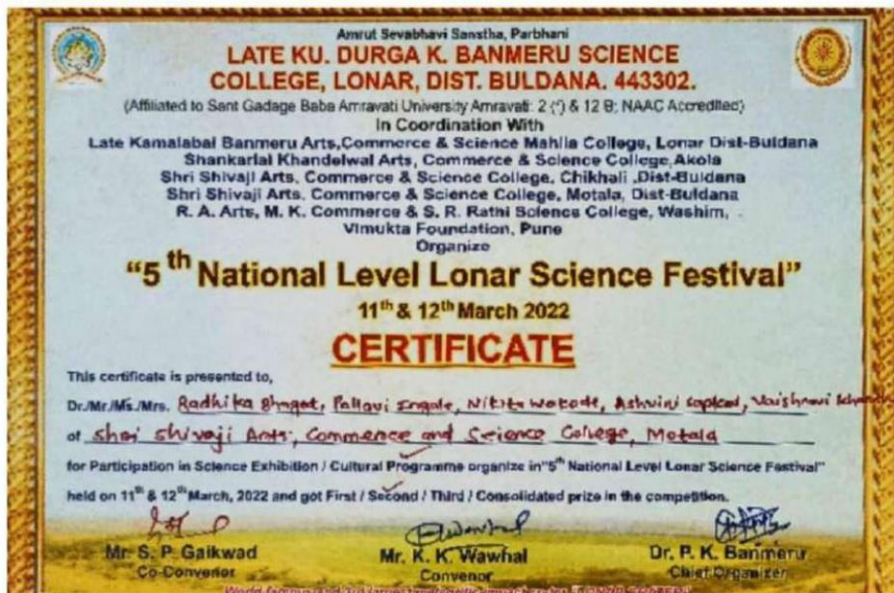 Amrut Sevabhavi Sanstha, Parbhani
LATE KU. DURGA K. BANMERU SCIENCE
COLLEGE, LONAR, DIST. BULDANA. 443302.
(Affiliated to Sant Gadage Baba Amravati University Amravati: 2 (f) & 12 B; NAAC Accredited)
In Coordination With
Late Kamalabai Banmeru Arts,Commerce & Science Mahila College, Lonar Dist-Buldana
Shankarlal Khandelwal Arts, Commerce & Science College,Akola
Shri Shivaji Arts, Commerce & Science College, Chikhali ,Dist-Buldana
Shri Shivaji Arts, Commerce & Science College, Motala, Dist-Buldana
R. A. Arts, M. K. Commerce & S. R. Rathi Science College, Washim,
Vimukta Foundation, Pune
Organize
“5th National Level Lonar Science Festival”
11th & 12th March 2022
CERTIFICATE
This certificate is presented to,
Dr./Mr./Ms./Mrs. Radhika Bhagat, Pallavi Ingale, Nikita Wakode, Ashvini Sapkad, Vaishnavi
of Shri Shivaji Arts, Commerce and Science College, Motala
for Participation in Science Exhibition / Cultural Programme organize in“5th National Level Lonar Science Festival”
held on 11th & 12th March, 2022 and got First / Second / Third / Consolidated prize in the competition.
Mr. S. P. Gaikwad
Co-Convenor
Mr. K. K. Wawhal
Convenor
Dr. P. K. Banmeru
Chief Organizer